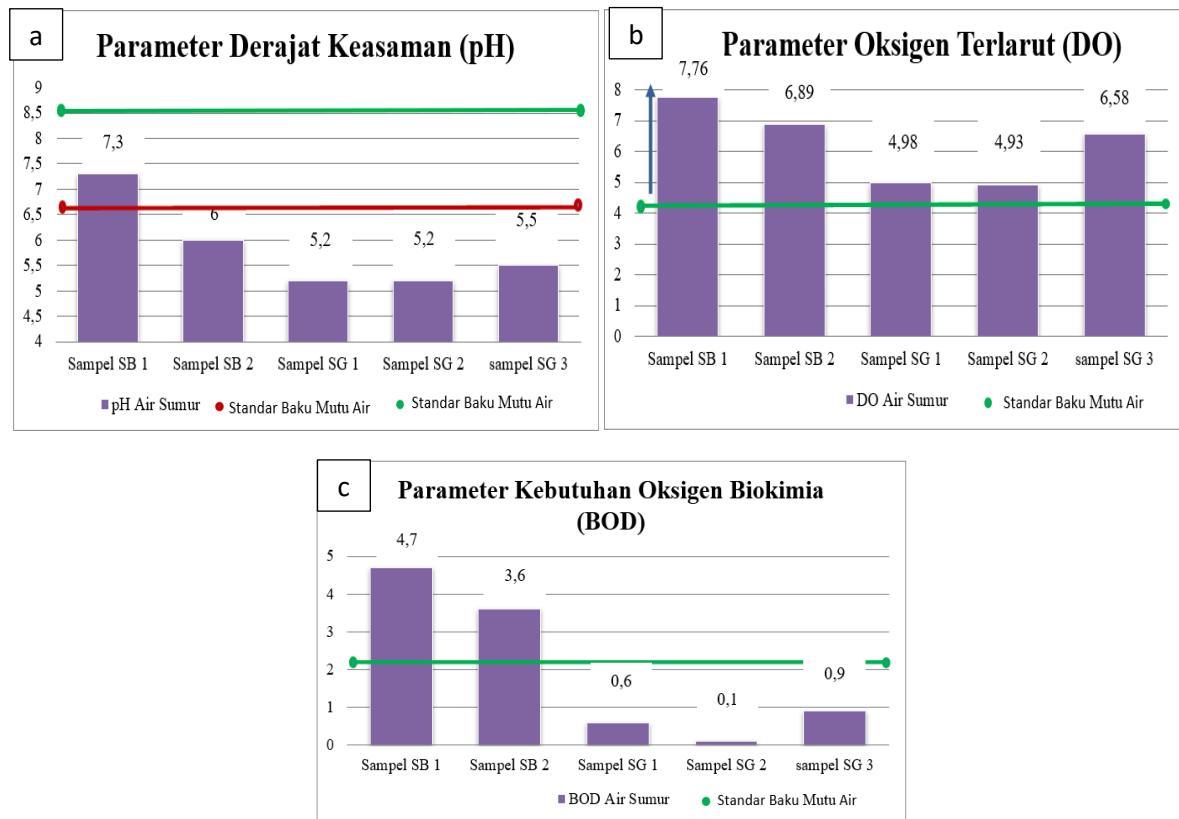 a
Parameter Derajat Keasaman (pH)
9
8,5
8
7,5
7
6,5
6
5,5
5
4,5
4
7,3
6
5,2
5,2
5,5
Sampel SB 1
Sampel SB 2
Sampel SG 1
Sampel SG 2
sampel SG 3
pH Air Sumur
Standar Baku Mutu Air
Standar Baku Mutu Air
b
Parameter Oksigen Terlarut (DO)
8
7
6
5
4
3
2
1
0
7,76
6,89
4,98
4,93
6,58
Sampel SB 1
Sampel SB 2
Sampel SG 1
Sampel SG 2
sampel SG 3
DO Air Sumur
Standar Baku Mutu Air
c
Parameter Kebutuhan Oksigen Biokimia
(BOD)
5
4
3
2
1
0
4,7
3,6
0,6
0,1
0,9
Sampel SB 1
Sampel SB 2
Sampel SG 1
Sampel SG 2
sampel SG 3
BOD Air Sumur
Standar Baku Mutu Air